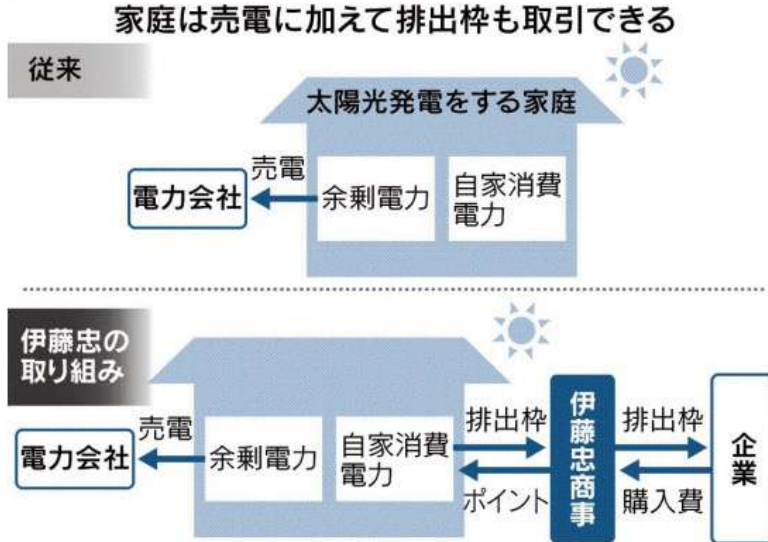 家庭は売電に加えて排出枠も取引できる
従来
太陽光発電をする家庭
売電
電力会社
余剰電力
自家消費
電力
伊藤忠の
取り組み
売電
電力会社
余剰電力
自家消費
電力
排出枠
ポイント
伊藤忠商事
排出枠
購入費
企業